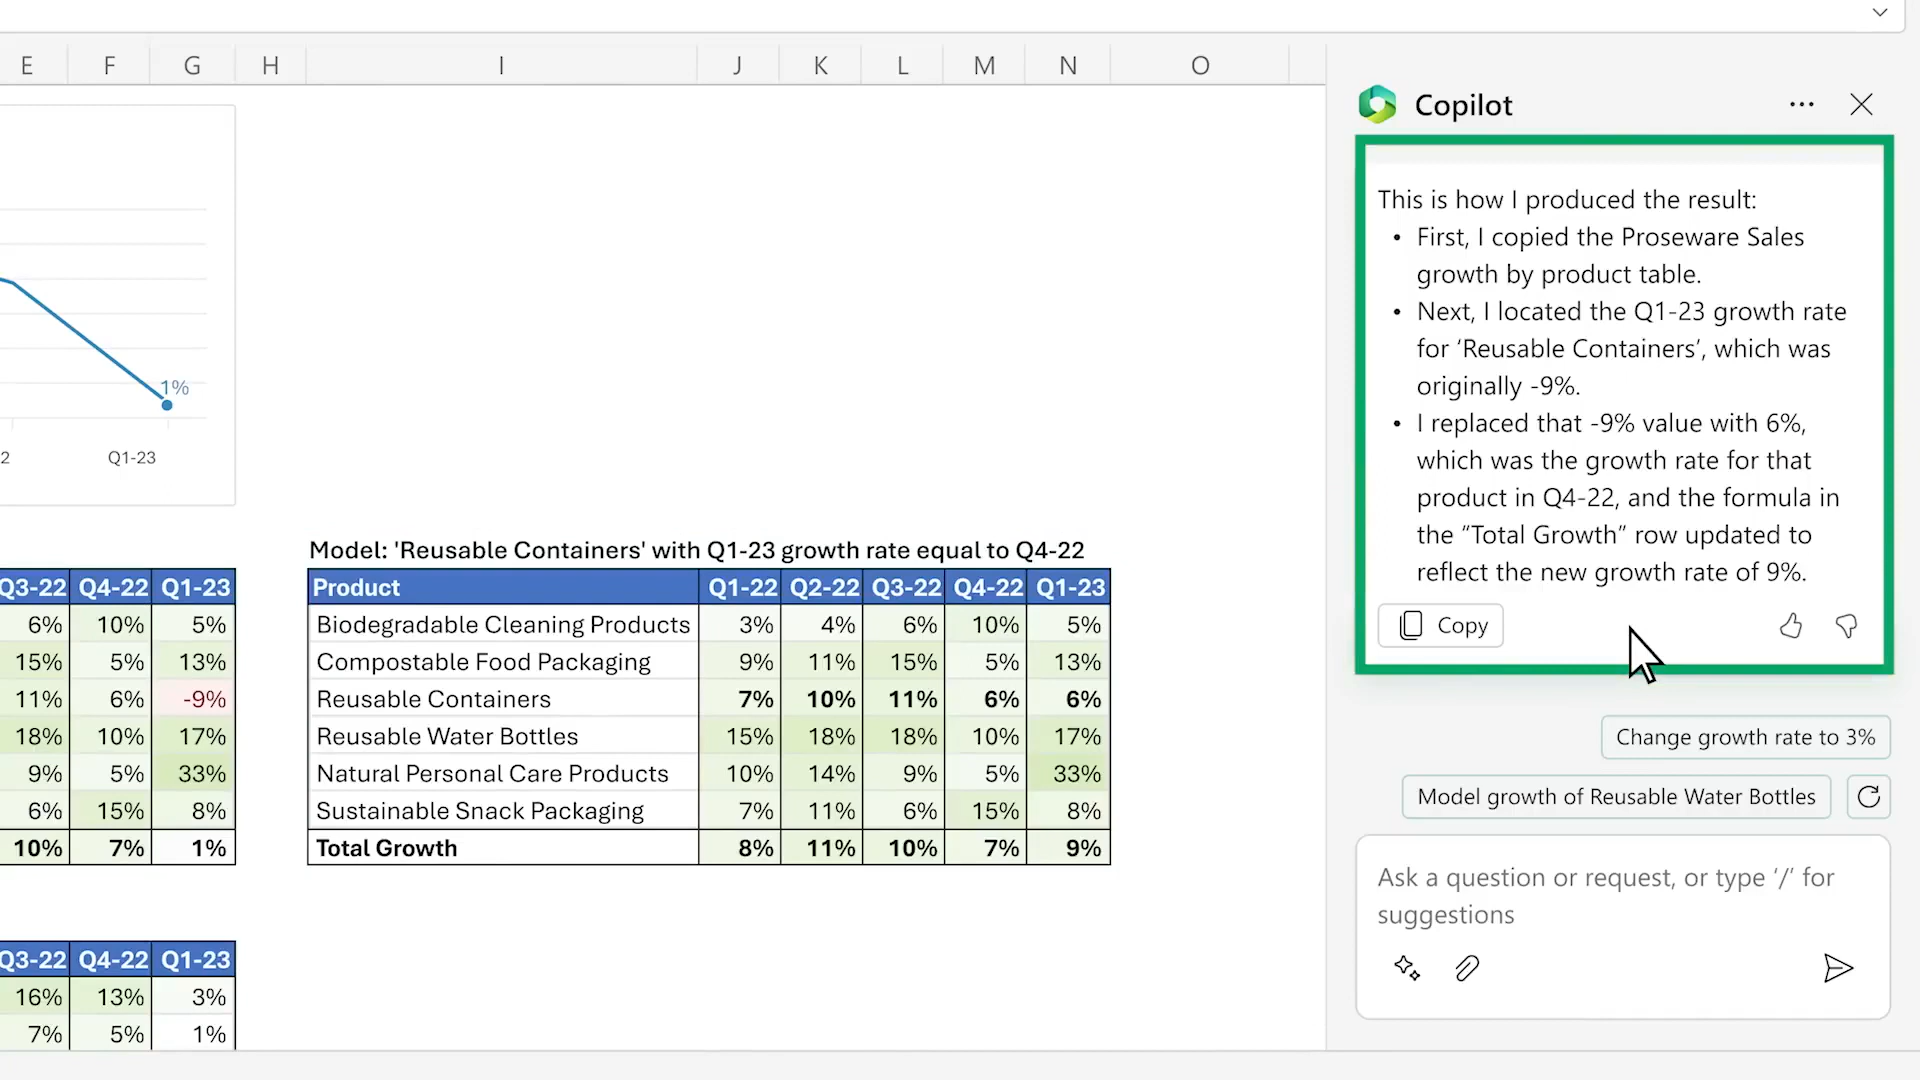 E F G H I J K L M N O
1%
2 Q1-23
Q3-22 Q4-22 Q1-23
6% 10% 5%
15% 5% 13%
11% 6% -9%
18% 10% 17%
9% 5% 33%
6% 15% 8%
10% 7% 1%
Q3-22 Q4-22 Q1-23
16% 13% 3%
7% 5% 1%
Model: 'Reusable Containers' with Q1-23 growth rate equal to Q4-22
Product Q1-22 Q2-22 Q3-22 Q4-22 Q1-23
Biodegradable Cleaning Products 3% 4% 6% 10% 5%
Compostable Food Packaging 9% 11% 15% 5% 13%
Reusable Containers 7% 10% 11% 6% 6%
Reusable Water Bottles 15% 18% 18% 10% 17%
Natural Personal Care Products 10% 14% 9% 5% 33%
Sustainable Snack Packaging 7% 11% 6% 15% 8%
Total Growth 8% 11% 10% 7% 9%
Copilot
This is how I produced the result:
• First, I copied the Proseware Sales
growth by product table.
• Next, I located the Q1-23 growth rate
for ‘Reusable Containers’, which was
originally -9%.
• I replaced that -9% value with 6%,
which was the growth rate for that
product in Q4-22, and the formula in
the “Total Growth” row updated to
reflect the new growth rate of 9%.
Copy
Change growth rate to 3%
Model growth of Reusable Water Bottles
Ask a question or request, or type ‘/’ for
suggestions